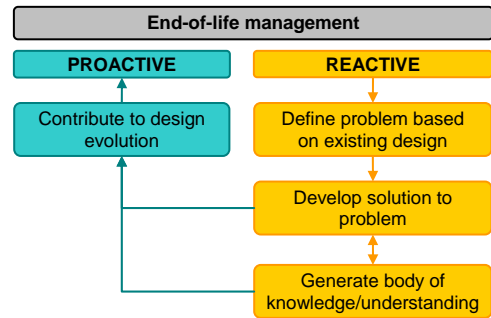 End-of-life management
PROACTIVE
REACTIVE
Contribute to design
evolution
Define problem based
on existing design
Develop solution to
problem
Generate body of
knowledge/understanding